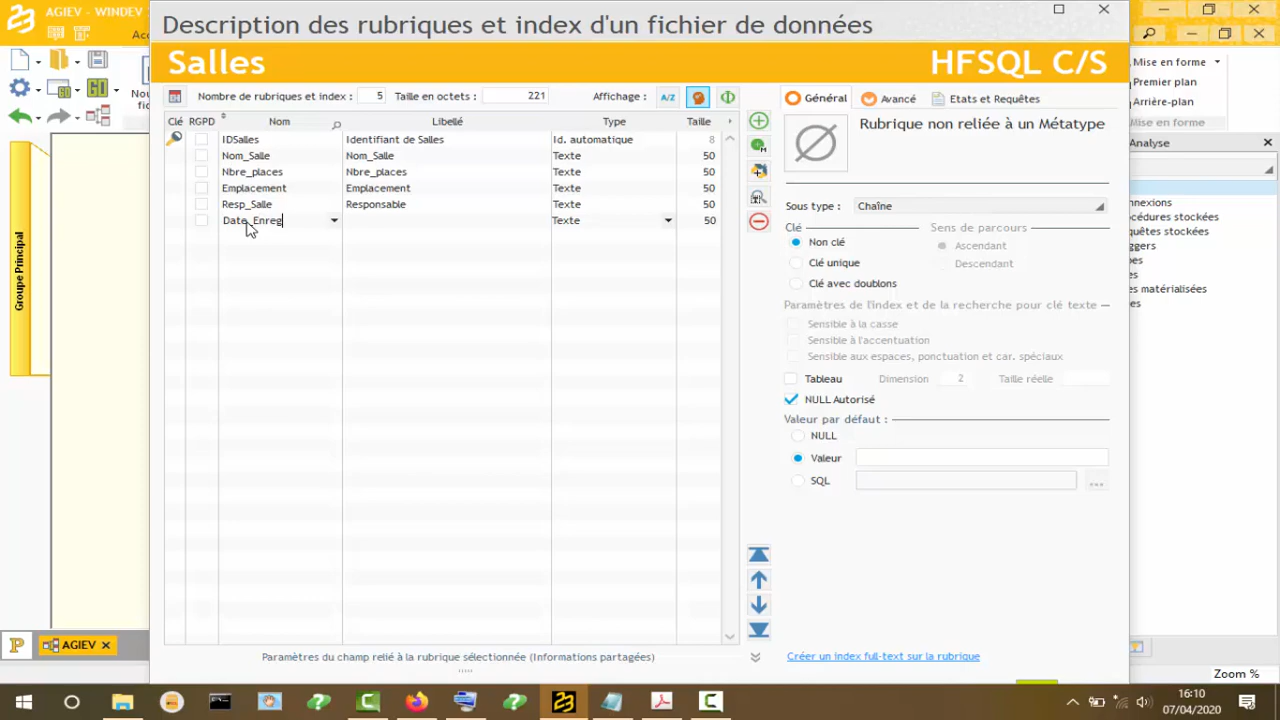 AGIEV - WINDEV
Description des rubriques et index d'un fichier de données
Salles
HFSQL C/S
Nombre de rubriques et index : 5 Taille en octets : 221 Affichage : A/Z
Clé RGPD Nom Libellé Type Taille
IDSalles Identifiant de Salles Id. automatique 8
Nom_Salle Nom_Salle Texte 50
Nbre_places Nbre_places Texte 50
Emplacement Emplacement Texte 50
Resp_Salle Responsable Texte 50
Date_Enreg Texte 50
Général Avancé Etats et Requêtes
Rubrique non reliée à un Métatype
Sous type : Chaîne
Clé Sens de parcours
Non clé Ascendant
Clé unique Descendant
Clé avec doublons
Paramètres de l'index et de la recherche pour clé texte
Sensible à la casse
Sensible à l'accentuation
Sensible aux espaces, ponctuation et car. spéciaux
Tableau Dimension 2 Taille réelle
NULL Autorisé
Valeur par défaut :
NULL
Valeur
SQL ...
Paramètres du champ relié à la rubrique sélectionnée (Informations partagées)
Créer un index full-text sur la rubrique
Groupe Principal
AGIEV
Mise en forme
Premier plan
Arrière-plan
Mise en forme
Analyse
nnexions
océdures stockées
quêtes stockées
ggers
es matérialisées
Zoom %
16:10
07/04/2020